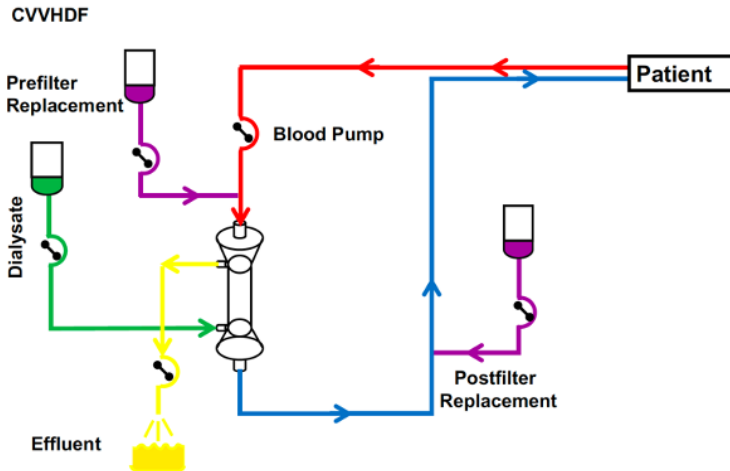 CVVHDF
Prefilter
Replacement
Patient
Blood Pump
Dialysate
Postfilter
Replacement
Effluent